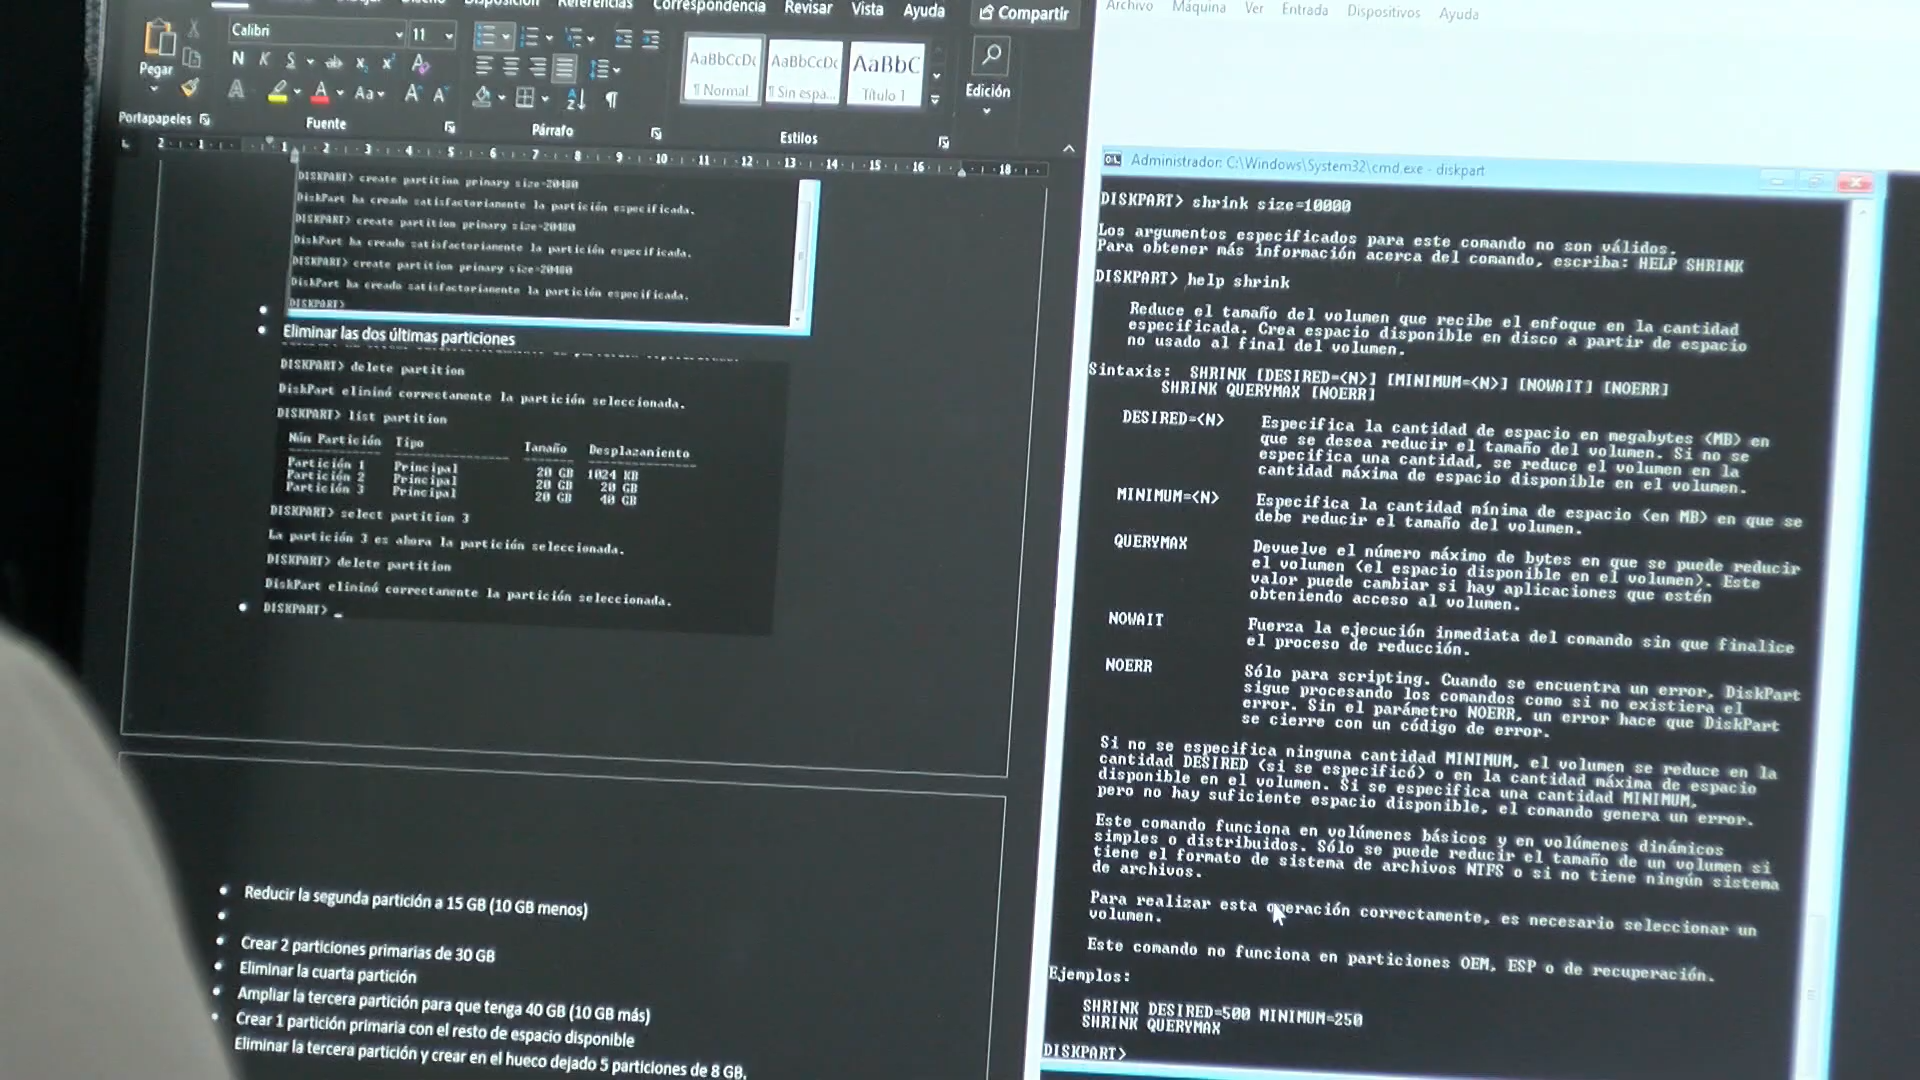 Correspondencia
Revisar
Vista
Ayuda
Compartir
Calibri
11
Pegar
N K S
Aa
AaBbCcDc
AaBbCcDc
AaBbC
¶ Normal
¶ Sin espa...
Título 1
Edición
Portapapeles
Fuente
Párrafo
Estilos
2 1 1 2 3 4 5 6 7 8 9 10 11 12 13 14 15 16 18
DISKPART> create partition primary size=20480
DiskPart ha creado satisfactoriamente la partición especificada.
DISKPART> create partition primary size=20480
DiskPart ha creado satisfactoriamente la partición especificada.
DISKPART> create partition primary size=20480
DiskPart ha creado satisfactoriamente la partición especificada.
DISKPART>
Eliminar las dos últimas particiones
DISKPART> delete partition
DiskPart eliminó correctamente la partición seleccionada.
DISKPART> list partition
Núm Partición Tipo Tamaño Desplazamiento
Partición 1 Principal 20 GB 1024 KB
Partición 2 Principal 20 GB 20 GB
Partición 3 Principal 20 GB 40 GB
DISKPART> select partition 3
La partición 3 es ahora la partición seleccionada.
DISKPART> delete partition
DiskPart eliminó correctamente la partición seleccionada.
DISKPART> _
Reducir la segunda partición a 15 GB (10 GB menos)
Crear 2 particiones primarias de 30 GB
Eliminar la cuarta partición
Ampliar la tercera partición para que tenga 40 GB (10 GB más)
Crear 1 partición primaria con el resto de espacio disponible
Eliminar la tercera partición y crear en el hueco dejado 5 particiones de 8 GB.
Archivo Máquina Ver Entrada Dispositivos Ayuda
Administrador: C:\Windows\System32\cmd.exe - diskpart
DISKPART> shrink size=10000
Los argumentos especificados para este comando no son válidos.
Para obtener más información acerca del comando, escriba: HELP SHRINK
DISKPART> help shrink
Reduce el tamaño del volumen que recibe el enfoque en la cantidad
especificada. Crea espacio disponible en disco a partir de espacio
no usado al final del volumen.
Sintaxis: SHRINK [DESIRED=<N>] [MINIMUM=<N>] [NOWAIT] [NOERR]
SHRINK QUERYMAX [NOERR]
DESIRED=<N> Especifica la cantidad de espacio en megabytes (MB) en
que se desea reducir el tamaño del volumen. Si no se
especifica una cantidad, se reduce el volumen en la
cantidad máxima de espacio disponible en el volumen.
MINIMUM=<N> Especifica la cantidad mínima de espacio (en MB) en que se
debe reducir el tamaño del volumen.
QUERYMAX Devuelve el número máximo de bytes en que se puede reducir
el volumen (el espacio disponible en el volumen). Este
valor puede cambiar si hay aplicaciones que estén
obteniendo acceso al volumen.
NOWAIT Fuerza la ejecución inmediata del comando sin que finalice
el proceso de reducción.
NOERR Sólo para scripting. Cuando se encuentra un error, DiskPart
sigue procesando los comandos como si no existiera el
error. Sin el parámetro NOERR, un error hace que DiskPart
se cierre con un código de error.
Si no se especifica ninguna cantidad MINIMUM, el volumen se reduce en la
cantidad DESIRED (si se especificó) o en la cantidad máxima de espacio
disponible en el volumen. Si se especifica una cantidad MINIMUM,
pero no hay suficiente espacio disponible, el comando genera un error.
Este comando funciona en volúmenes básicos y en volúmenes dinámicos
simples o distribuidos. Sólo se puede reducir el tamaño de un volumen si
tiene el formato de sistema de archivos NTFS o si no tiene ningún sistema
de archivos.
Para realizar esta operación correctamente, es necesario seleccionar un
volumen.
Este comando no funciona en particiones OEM, ESP o de recuperación.
Ejemplos:
SHRINK DESIRED=500 MINIMUM=250
SHRINK QUERYMAX
DISKPART>